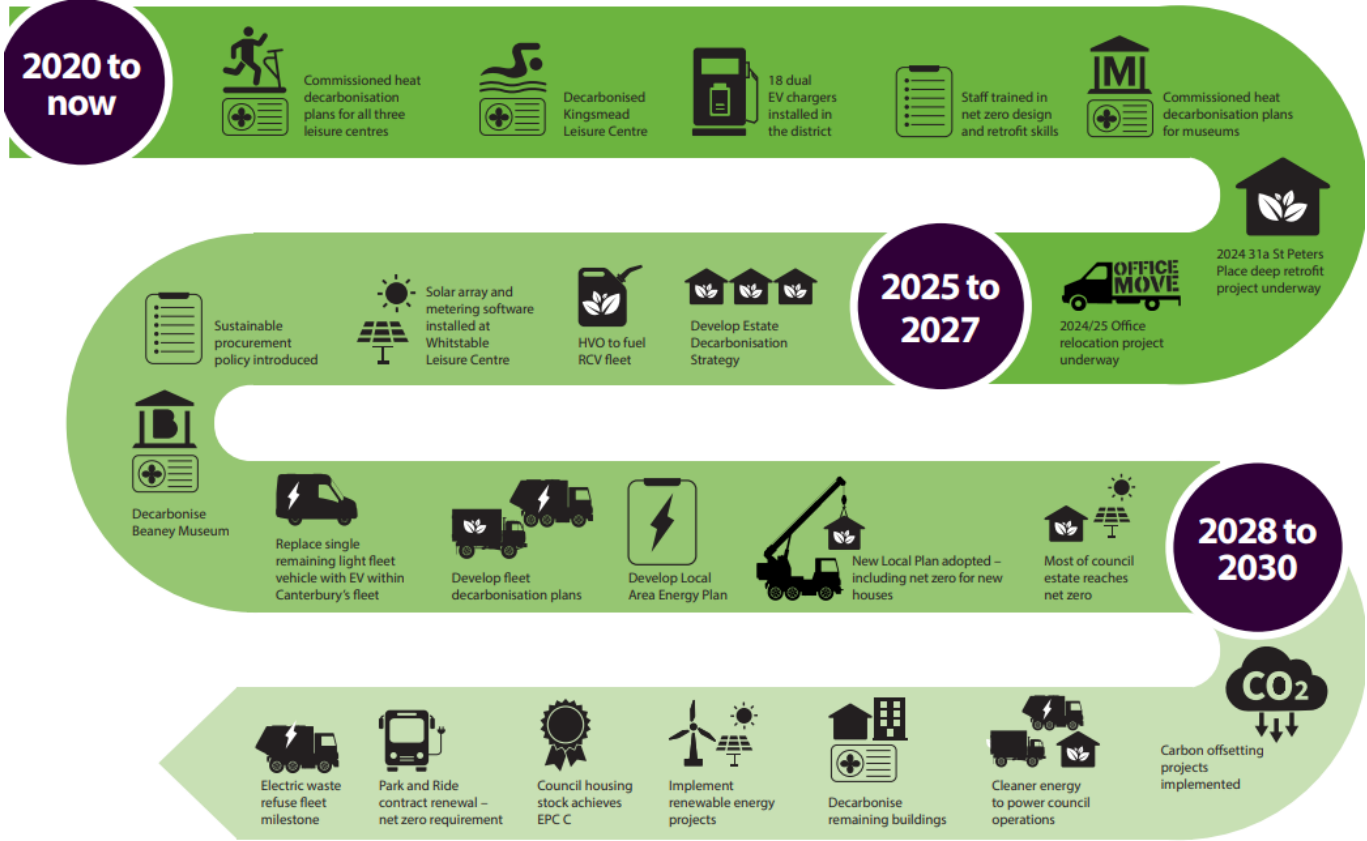 2020 to
now
Commissioned heat
decarbonisation
plans for all three
leisure centres
Decarbonised
Kingsmead
Leisure Centre
18 dual
EV chargers
installed in
the district
Staff trained in
net zero design
and retrofit skills
M
Commissioned heat
decarbonisation plans
for museums
2024 31a St Peters
Place deep retrofit
project underway
OFFICE
MOVE
2024/25 Office
relocation project
underway
2025 to
2027
Develop Estate
Decarbonisation
Strategy
HVO to fuel
RCV fleet
Solar array and
metering software
installed at
Whitstable
Leisure Centre
Sustainable
procurement
policy introduced
B
Decarbonise
Beaney Museum
Replace single
remaining light fleet
vehicle with EV within
Canterbury's fleet
Develop fleet
decarbonisation plans
Develop Local
Area Energy Plan
New Local Plan adopted –
including net zero for new
houses
Most of council
estate reaches
net zero
2028 to
2030
CO2
Carbon offsetting
projects
implemented
Cleaner energy
to power council
operations
Decarbonise
remaining buildings
Implement
renewable energy
projects
Council housing
stock achieves
EPC C
Park and Ride
contract renewal –
net zero requirement
Electric waste
refuse fleet
milestone